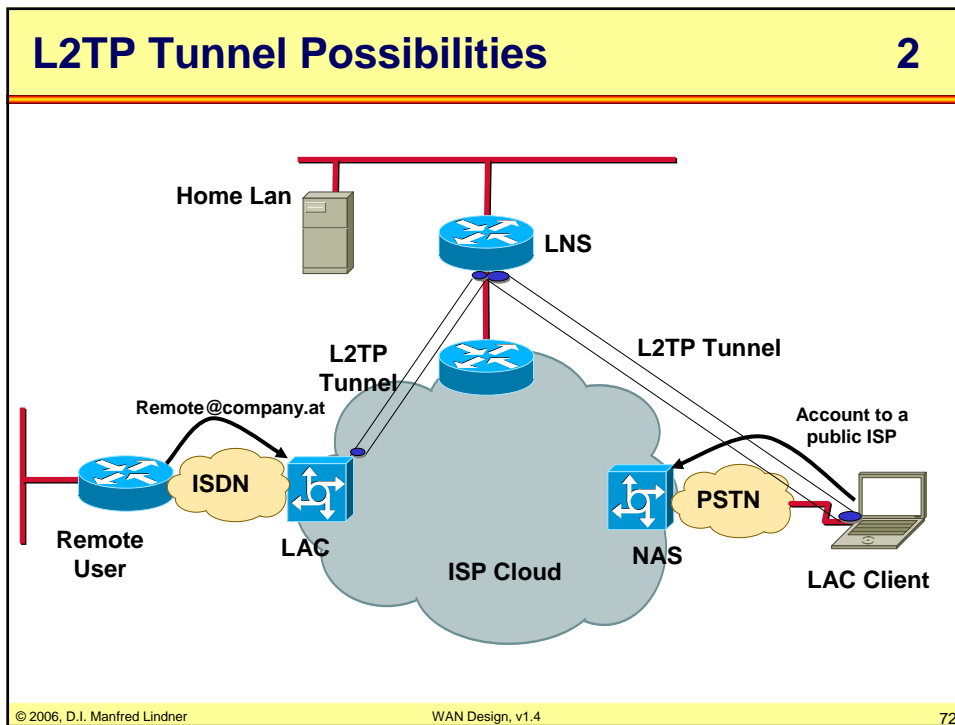 L2TP Tunnel Possibilities 2
Home Lan
LNS
L2TP
Tunnel
L2TP Tunnel
Remote@company.at
Account to a
public ISP
ISDN
PSTN
Remote
User
LAC
ISP Cloud
NAS
LAC Client
© 2006, D.I. Manfred Lindner
WAN Design, v1.4
72